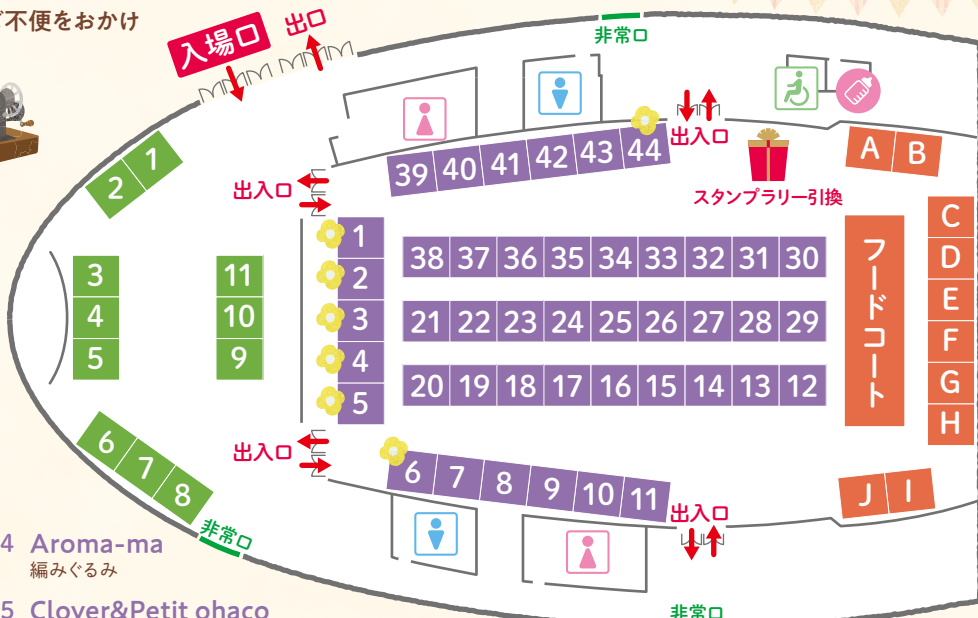 ご不便をおかけ
入場口
出口
非常口
出入口
スタンプラリー引換
1
2
3
4
5
6
7
8
11
10
9
出入口
出入口
39 40 41 42 43 44
1
2
3
4
5
38 37 36 35 34 33 32 31 30
21 22 23 24 25 26 27 28 29
20 19 18 17 16 15 14 13 12
6 7 8 9 10 11
出入口
A B
C
D
E
F
G
H
J I
フードコート
非常口
非常口
4 Aroma-ma
編みぐるみ
5 Clover&Petit ohaco